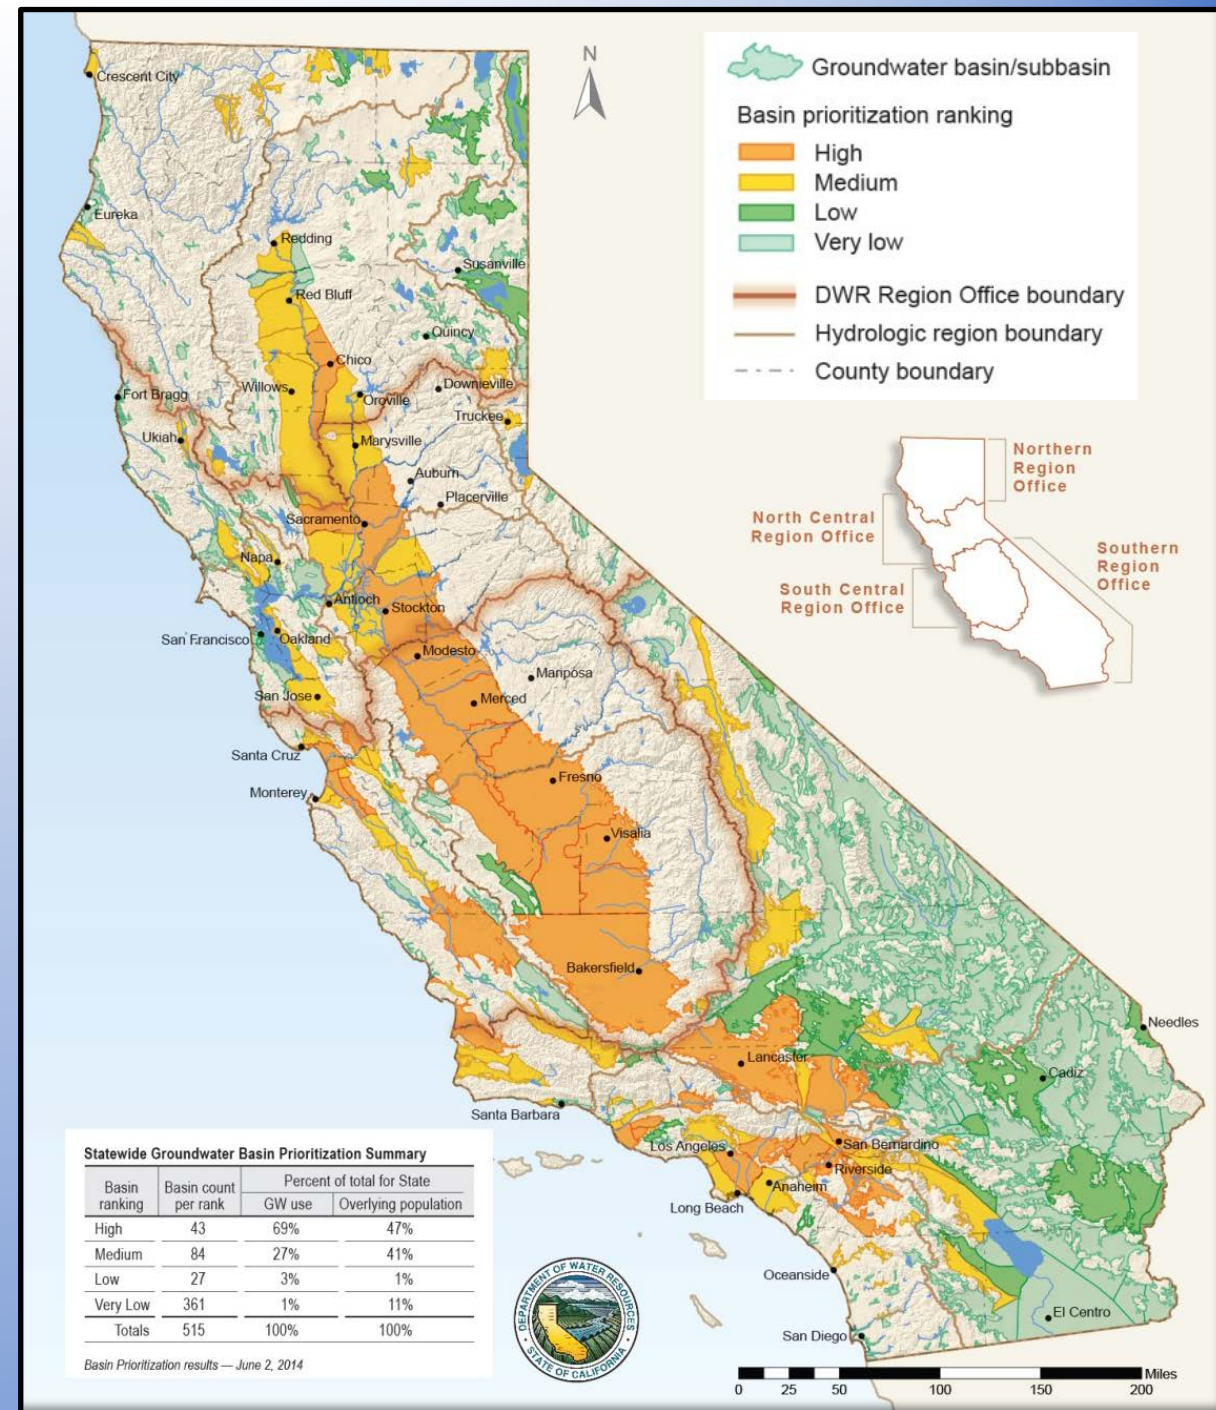 N
Groundwater basin/subbasin
Basin prioritization ranking
High
Medium
Low
Very low
DWR Region Office boundary
Hydrologic region boundary
County boundary
Northern
Region
Office
North Central
Region Office
Southern
Region
Office
South Central
Region Office
Crescent City
Eureka
Redding
Susanville
Red Bluff
Quincy
Chico
Willows
Downieville
Oroville
Fort Bragg
Truckee
Ukiah
Marysville
Auburn
Placerville
Sacramento
Napa
Antioch
Stockton
San Francisco
Oakland
Modesto
Mariposa
San Jose
Merced
Santa Cruz
Fresno
Monterey
Visalia
Bakersfield
Needles
Lancaster
Cadiz
Santa Barbara
Los Angeles
San Bernardino
Riverside
Anaheim
Long Beach
Oceanside
El Centro
San Diego
Statewide Groundwater Basin Prioritization Summary
Basin ranking Basin count per rank Percent of total for State
GW use Overlying population
High 43 69% 47%
Medium 84 27% 41%
Low 27 3% 1%
Very Low 361 1% 11%
Totals 515 100% 100%
Basin Prioritization results — June 2, 2014
DEPARTMENT OF WATER RESOURCES
STATE OF CALIFORNIA
Miles
0 25 50 100 150 200